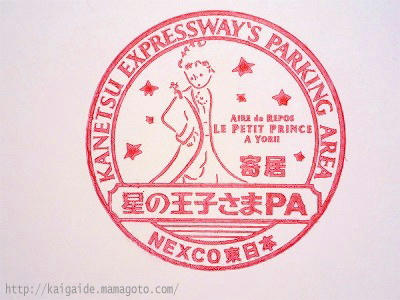 KANETSU EXPRESSWAY'S PARKING AREA
AIRE de REPOS
LE PETIT PRINCE
A YORII
寄居
星の王子さまPA
NEXCO東日本
http://kaigaide.mamagoto.com/